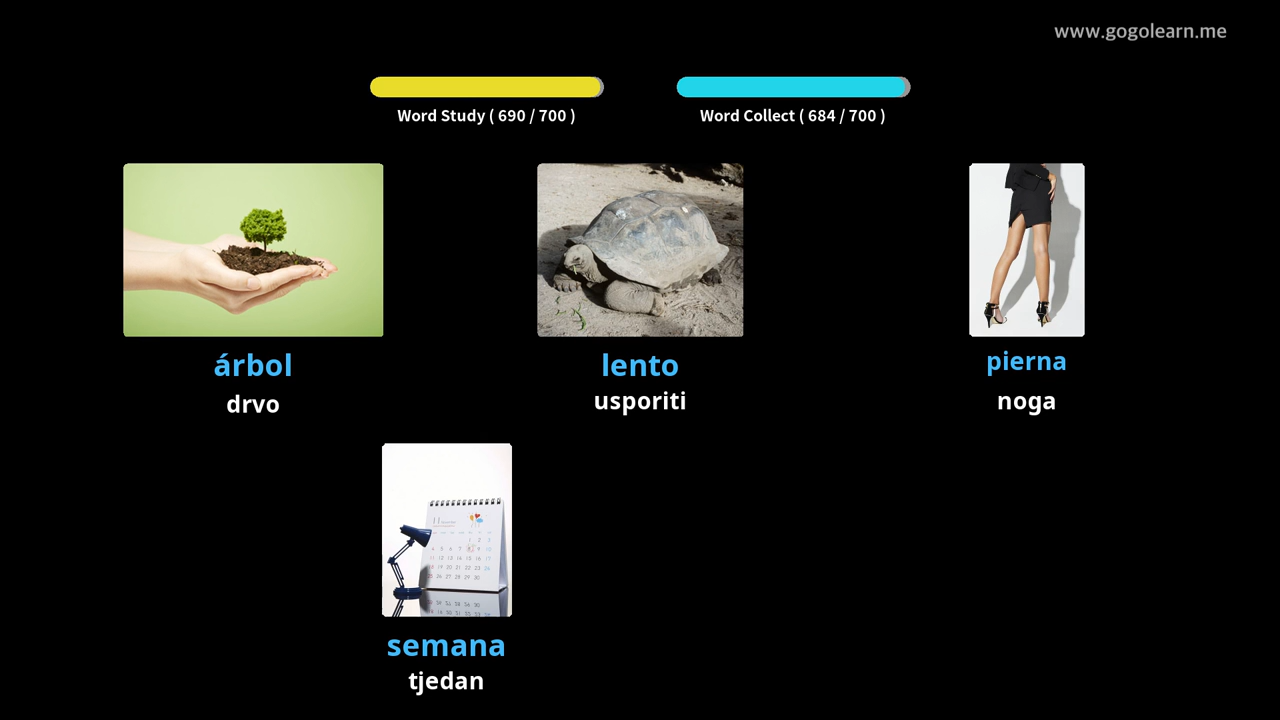 www.gogolearn.me
Word Study ( 690 / 700 )
Word Collect ( 684 / 700 )
árbol
drvo
lento
usporiti
pierna
noga
semana
tjedan